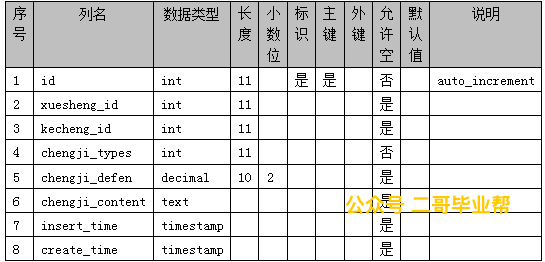 序号 列名 数据类型 长度 小数位 标识 主键 外键 允许空 默认值 说明
1 id int 11 是 是 否 auto_increment
2 xuesheng_id int 11 是
3 kecheng_id int 11 是
4 chengji_types int 11 否
5 chengji_defen decimal 10 2 是
6 chengji_content text 是
公众号 二哥毕业帮
7 insert_time timestamp 是
8 create_time timestamp 是